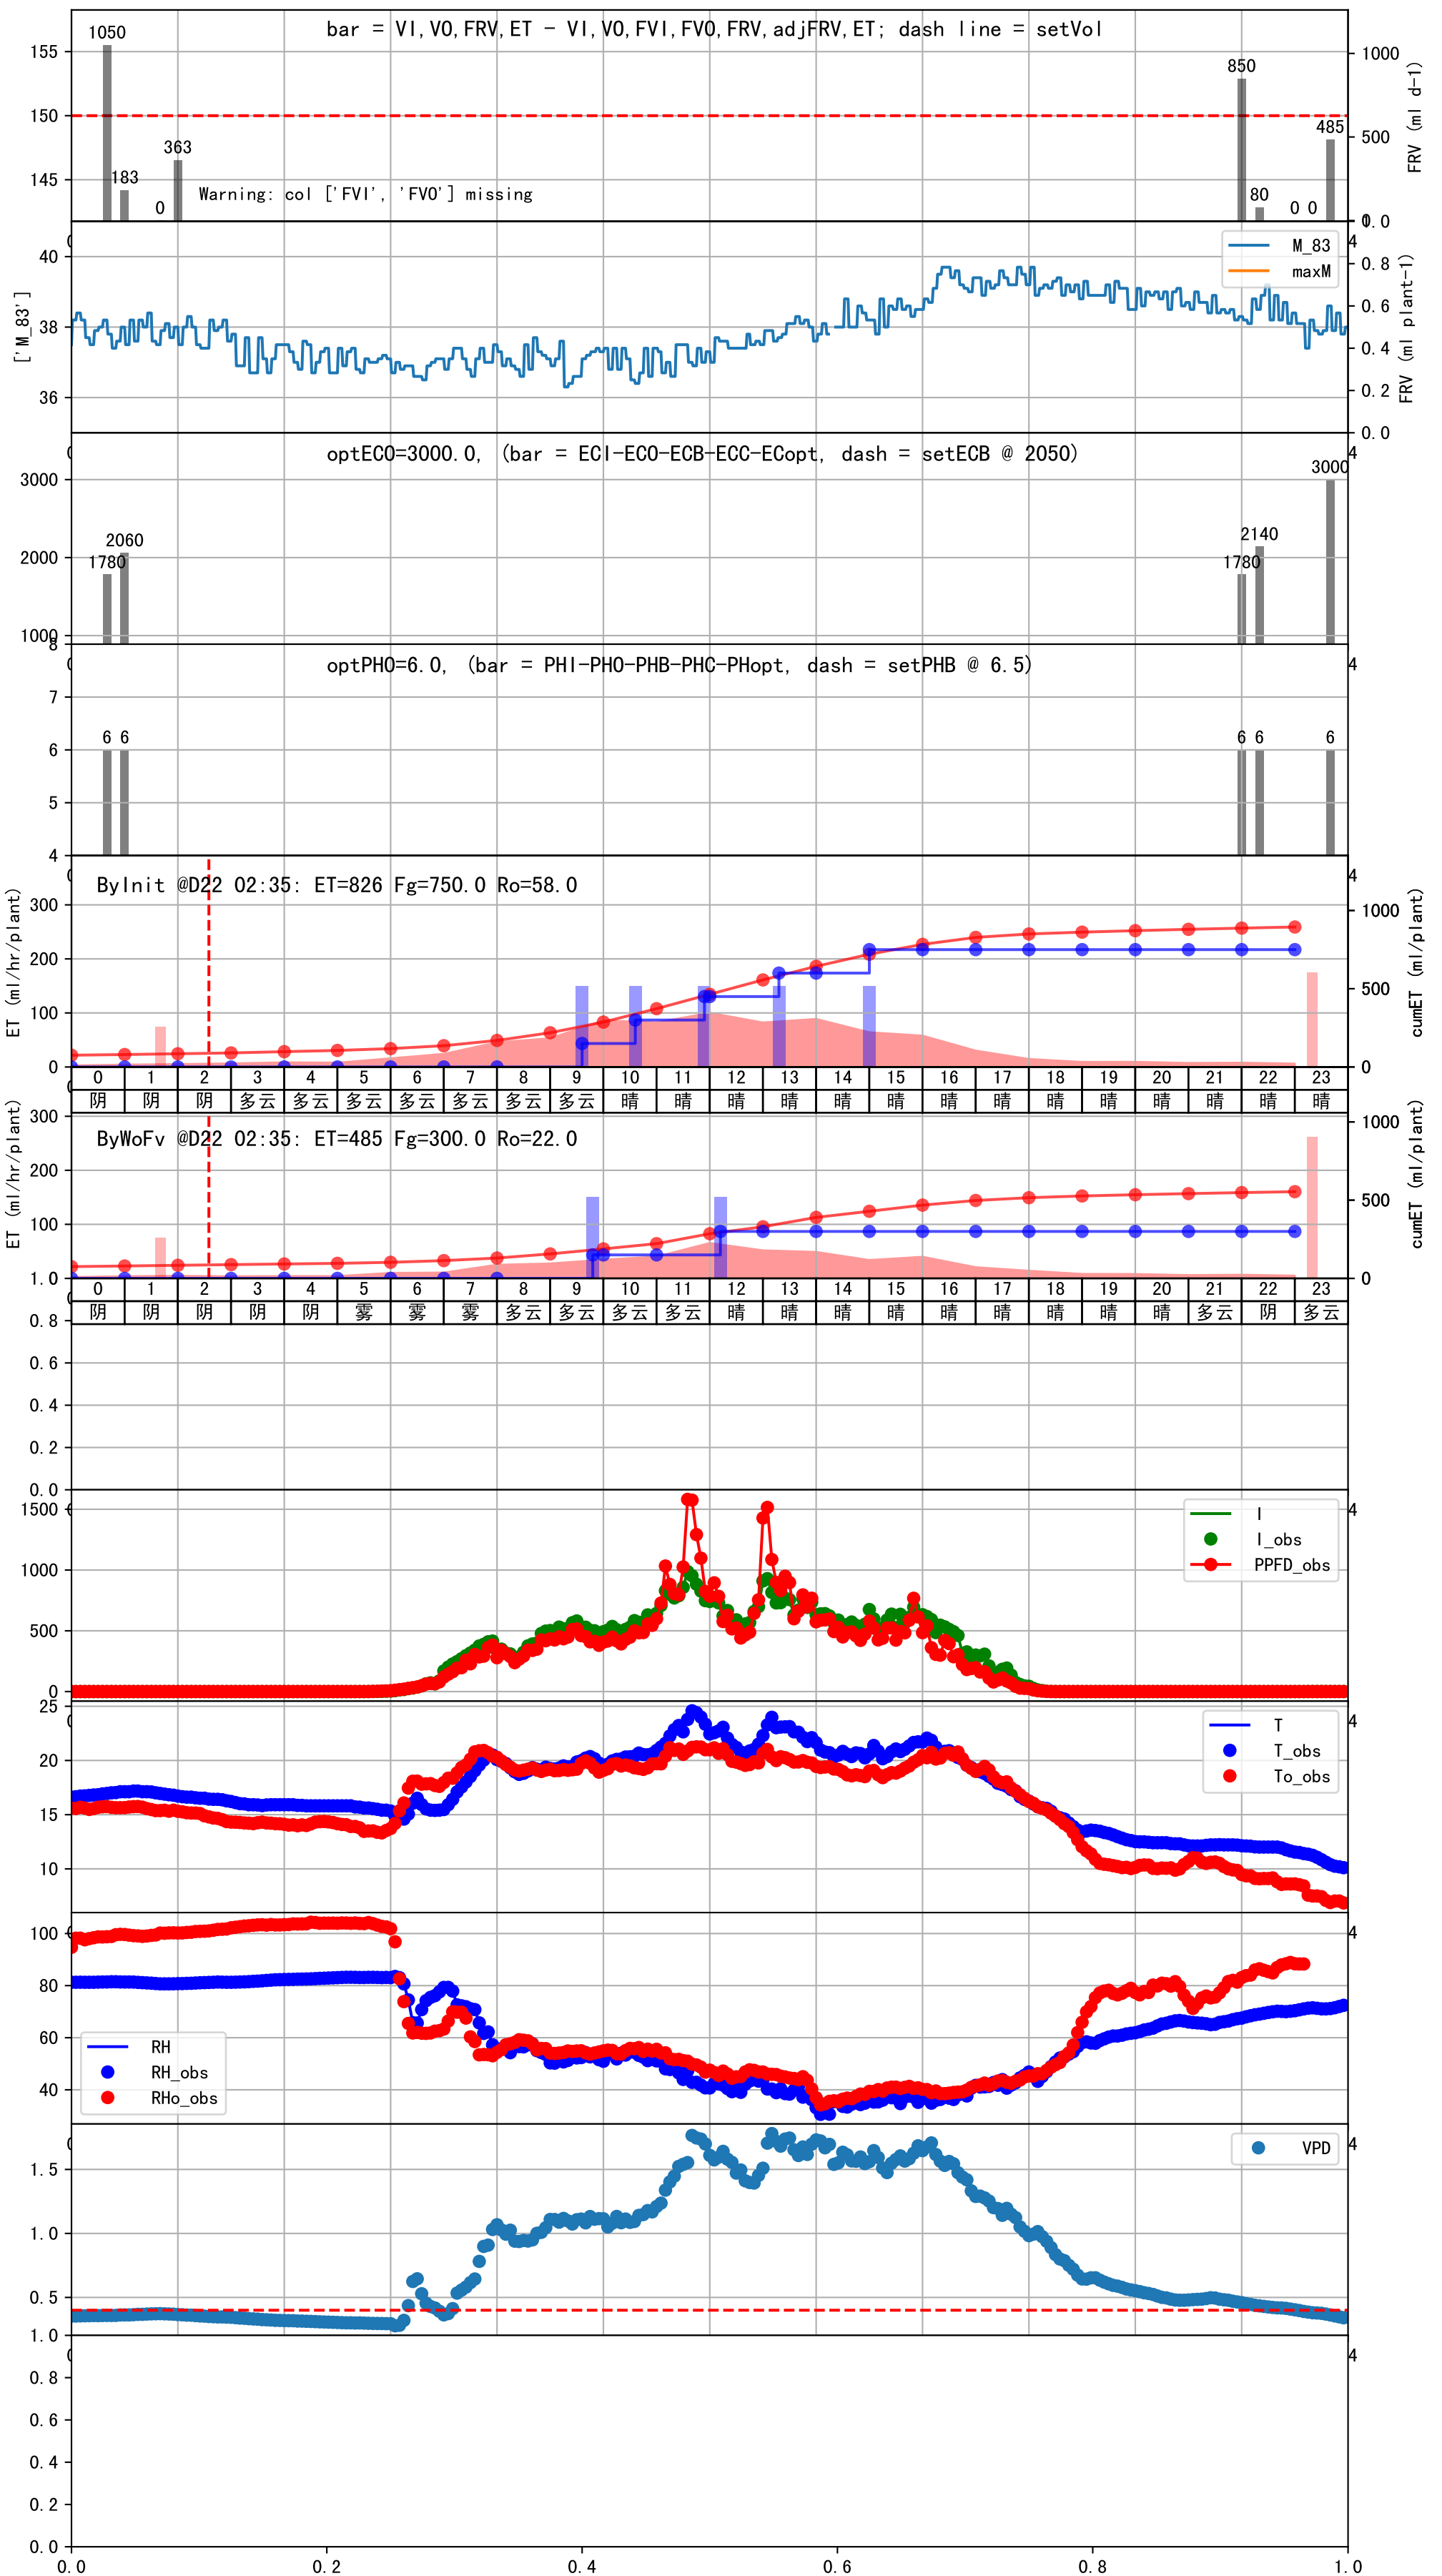 bar = VI,VO,FRV,ET - VI,VO,FVI,FVO,FRV,adjFRV,ET; dash line = setVol
1050
183
0
363
850
80
0 0
485
Warning: col ['FVI', 'FVO'] missing
155
150
145
1000
500
0
FRV (ml d-1)
1.0
0.8
0.6
0.4
0.2
0.0
FRV (ml plant-1)
['M_83']
40
38
36
M_83
maxM
optECO=3000.0, (bar = ECI-ECO-ECB-ECC-ECopt, dash = setECB @ 2050)
3000
2000
1000
1780
2060
1780
2140
3000
optPHO=6.0, (bar = PHI-PHO-PHB-PHC-PHopt, dash = setPHB @ 6.5)
8
7
6
5
4
6 6
6 6
6
ByInit @D22 02:35: ET=826 Fg=750.0 Ro=58.0
ET (ml/hr/plant)
300
200
100
0
1000
500
0
cumET (ml/plant)
0 1 2 3 4 5 6 7 8 9 10 11 12 13 14 15 16 17 18 19 20 21 22 23
阴 阴 阴 多云 多云 多云 多云 多云 多云 多云 晴 晴 晴 晴 晴 晴 晴 晴 晴 晴 晴 晴 晴 晴
ByWoFv @D22 02:35: ET=485 Fg=300.0 Ro=22.0
ET (ml/hr/plant)
300
200
100
0
1000
500
0
cumET (ml/plant)
0 1 2 3 4 5 6 7 8 9 10 11 12 13 14 15 16 17 18 19 20 21 22 23
阴 阴 阴 阴 阴 雾 雾 雾 多云 多云 多云 多云 晴 晴 晴 晴 晴 晴 晴 晴 晴 多云 阴 多云
1.0
0.8
0.6
0.4
0.2
0.0
1500
1000
500
0
I
I_obs
PPFD_obs
25
20
15
10
T
T_obs
To_obs
100
80
60
40
RH
RH_obs
RHo_obs
1.5
1.0
0.5
VPD
1.0
0.8
0.6
0.4
0.2
0.0
0.0 0.2 0.4 0.6 0.8 1.0